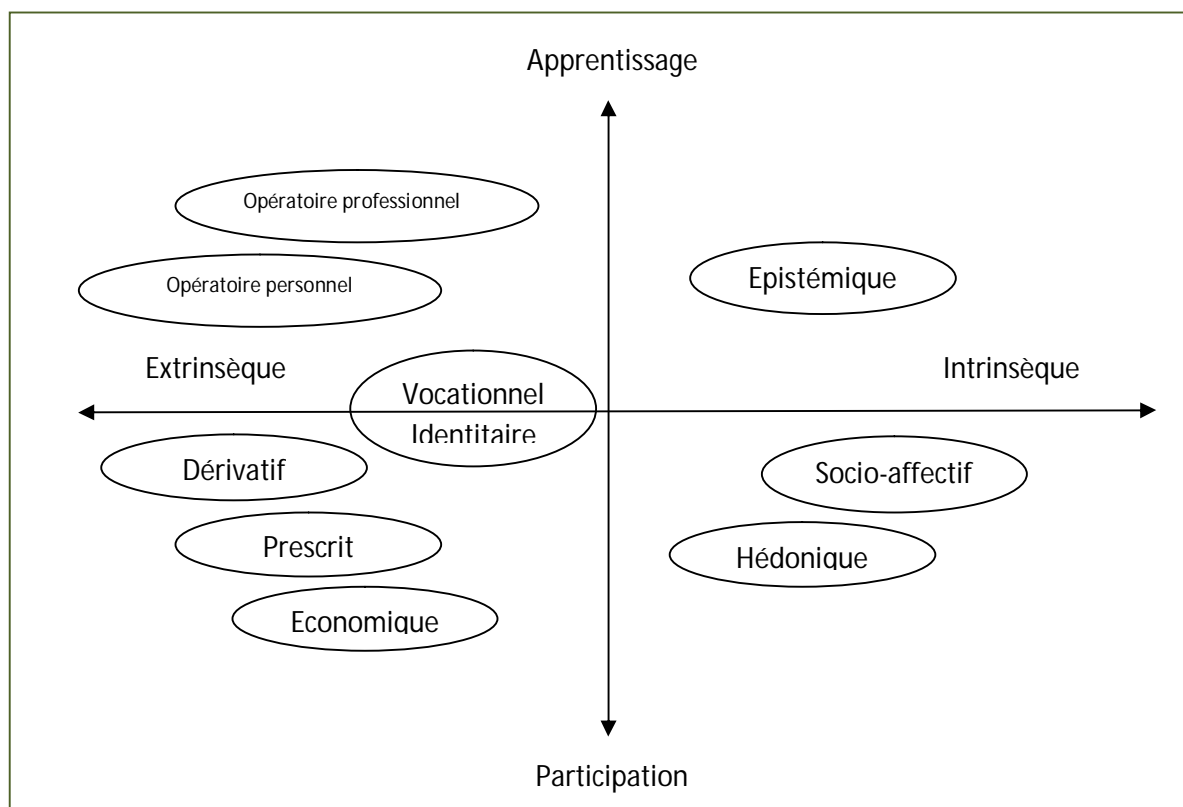 Apprentissage
Opératoire professionnel
Opératoire personnel
Epistémique
Extrinsèque
Intrinsèque
Vocationnel
Identitaire
Dérivatif
Socio-affectif
Prescrit
Hédonique
Economique
Participation